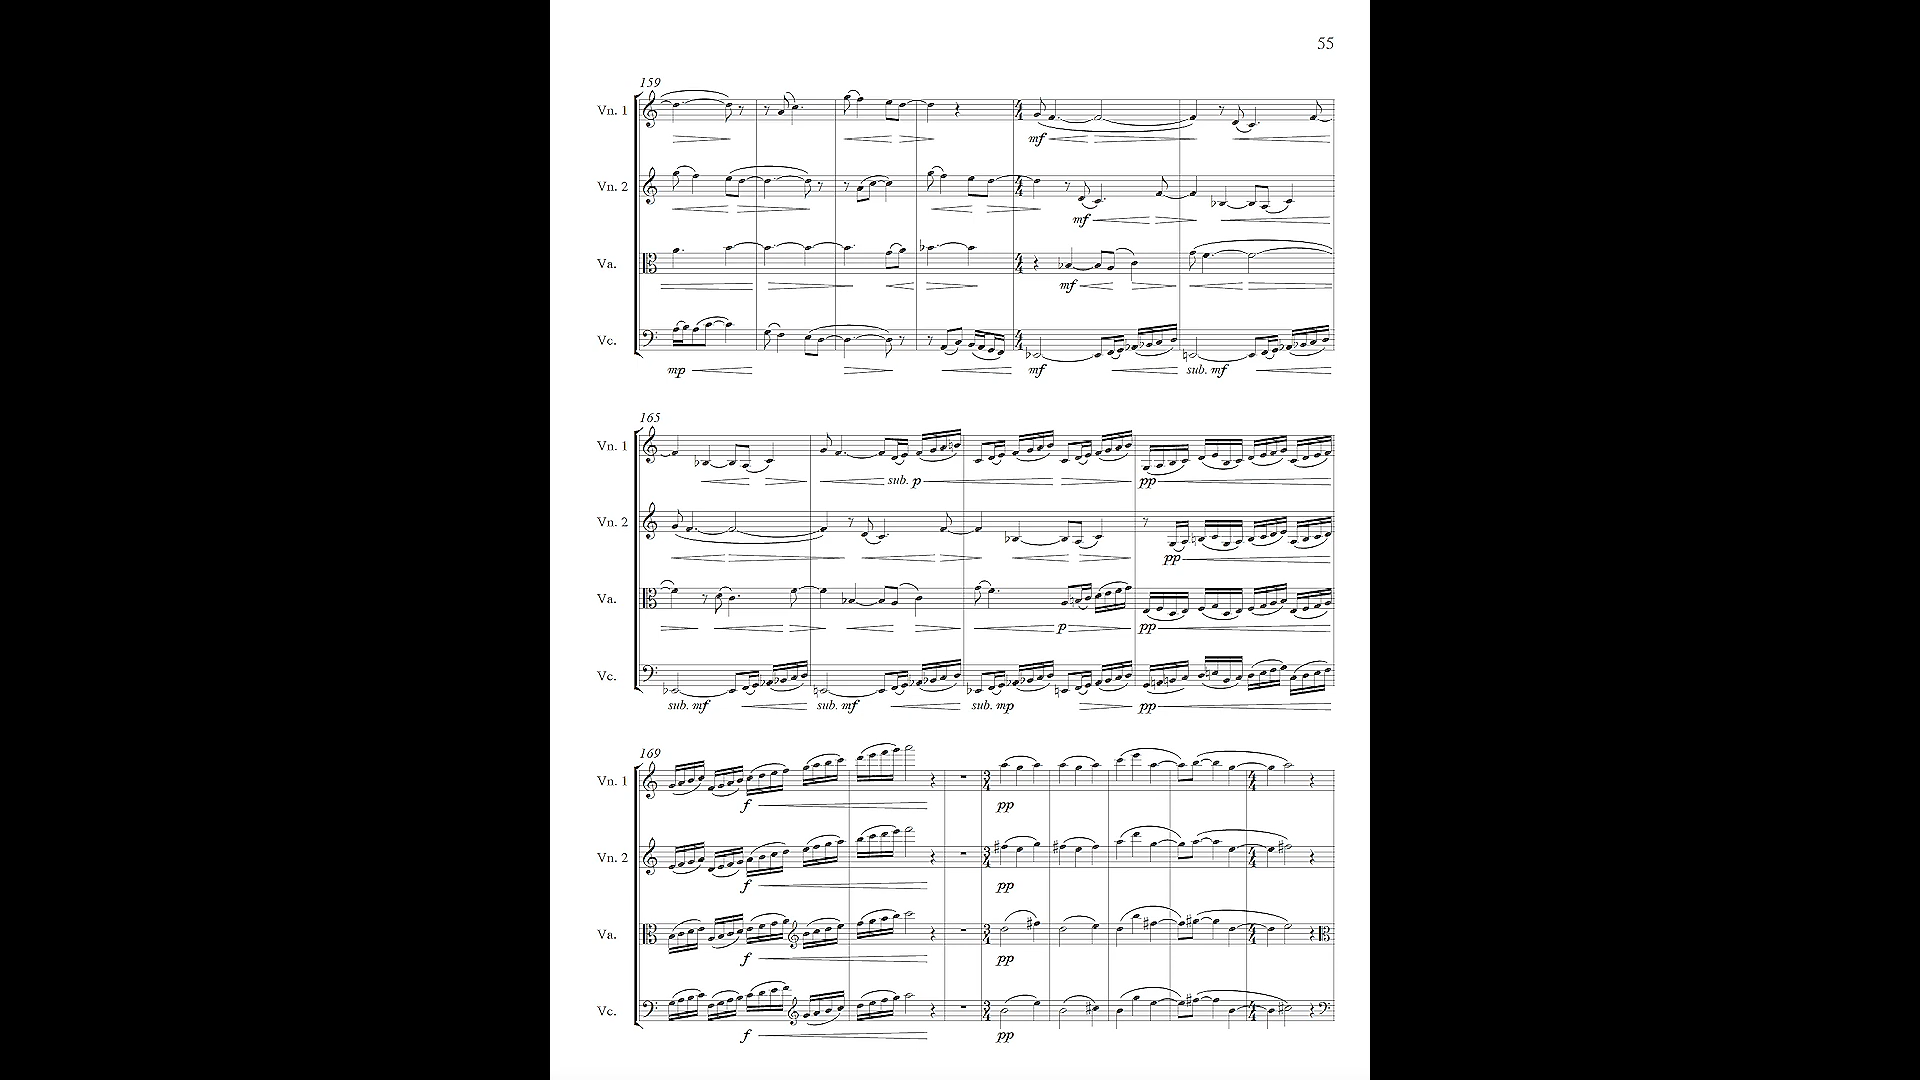 55
159
Vn. 1
mf
Vn. 2
mf
Va.
mf
Vc.
mp mf sub. mf
165
Vn. 1
sub. p pp
Vn. 2
pp
Va.
p pp
Vc.
sub. mf sub. mf sub. mp pp
169
Vn. 1
f pp
Vn. 2
f pp
Va.
f pp
Vc.
f pp